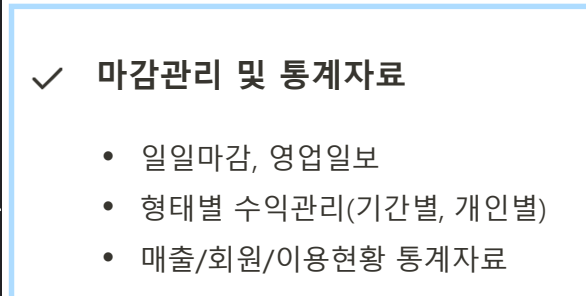 마감관리 및 통계자료
일일마감, 영업일보
형태별 수익관리(기간별, 개인별)
매출/회원/이용현황 통계자료